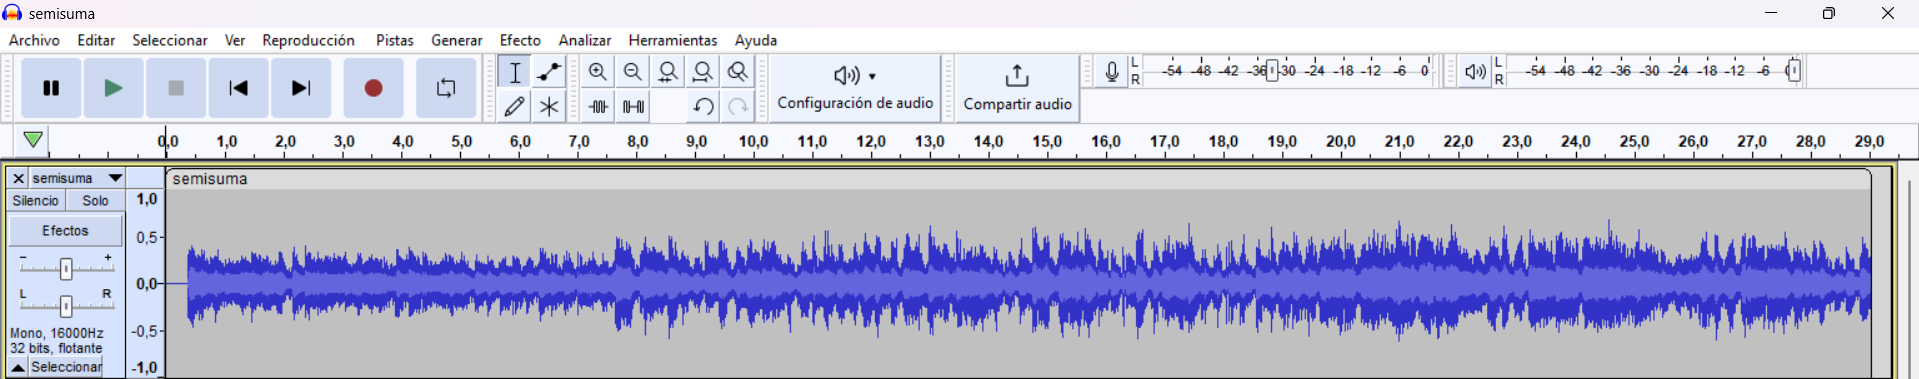 semisuma
Archivo Editar Seleccionar Ver Reproducción Pistas Generar Efecto Analizar Herramientas Ayuda
L
R
-54 -48 -42 -36 -30 -24 -18 -12 -6 0
L
R
-54 -48 -42 -36 -30 -24 -18 -12 -6
Configuración de audio
Compartir audio
0,0 1,0 2,0 3,0 4,0 5,0 6,0 7,0 8,0 9,0 10,0 11,0 12,0 13,0 14,0 15,0 16,0 17,0 18,0 19,0 20,0 21,0 22,0 23,0 24,0 25,0 26,0 27,0 28,0 29,0
semisuma
semisuma
Silencio Solo
Efectos
- +
L R
Mono, 16000Hz
32 bits, flotante
Seleccionar
1,0
0,5-
0,0-
-0,5-
-1,0